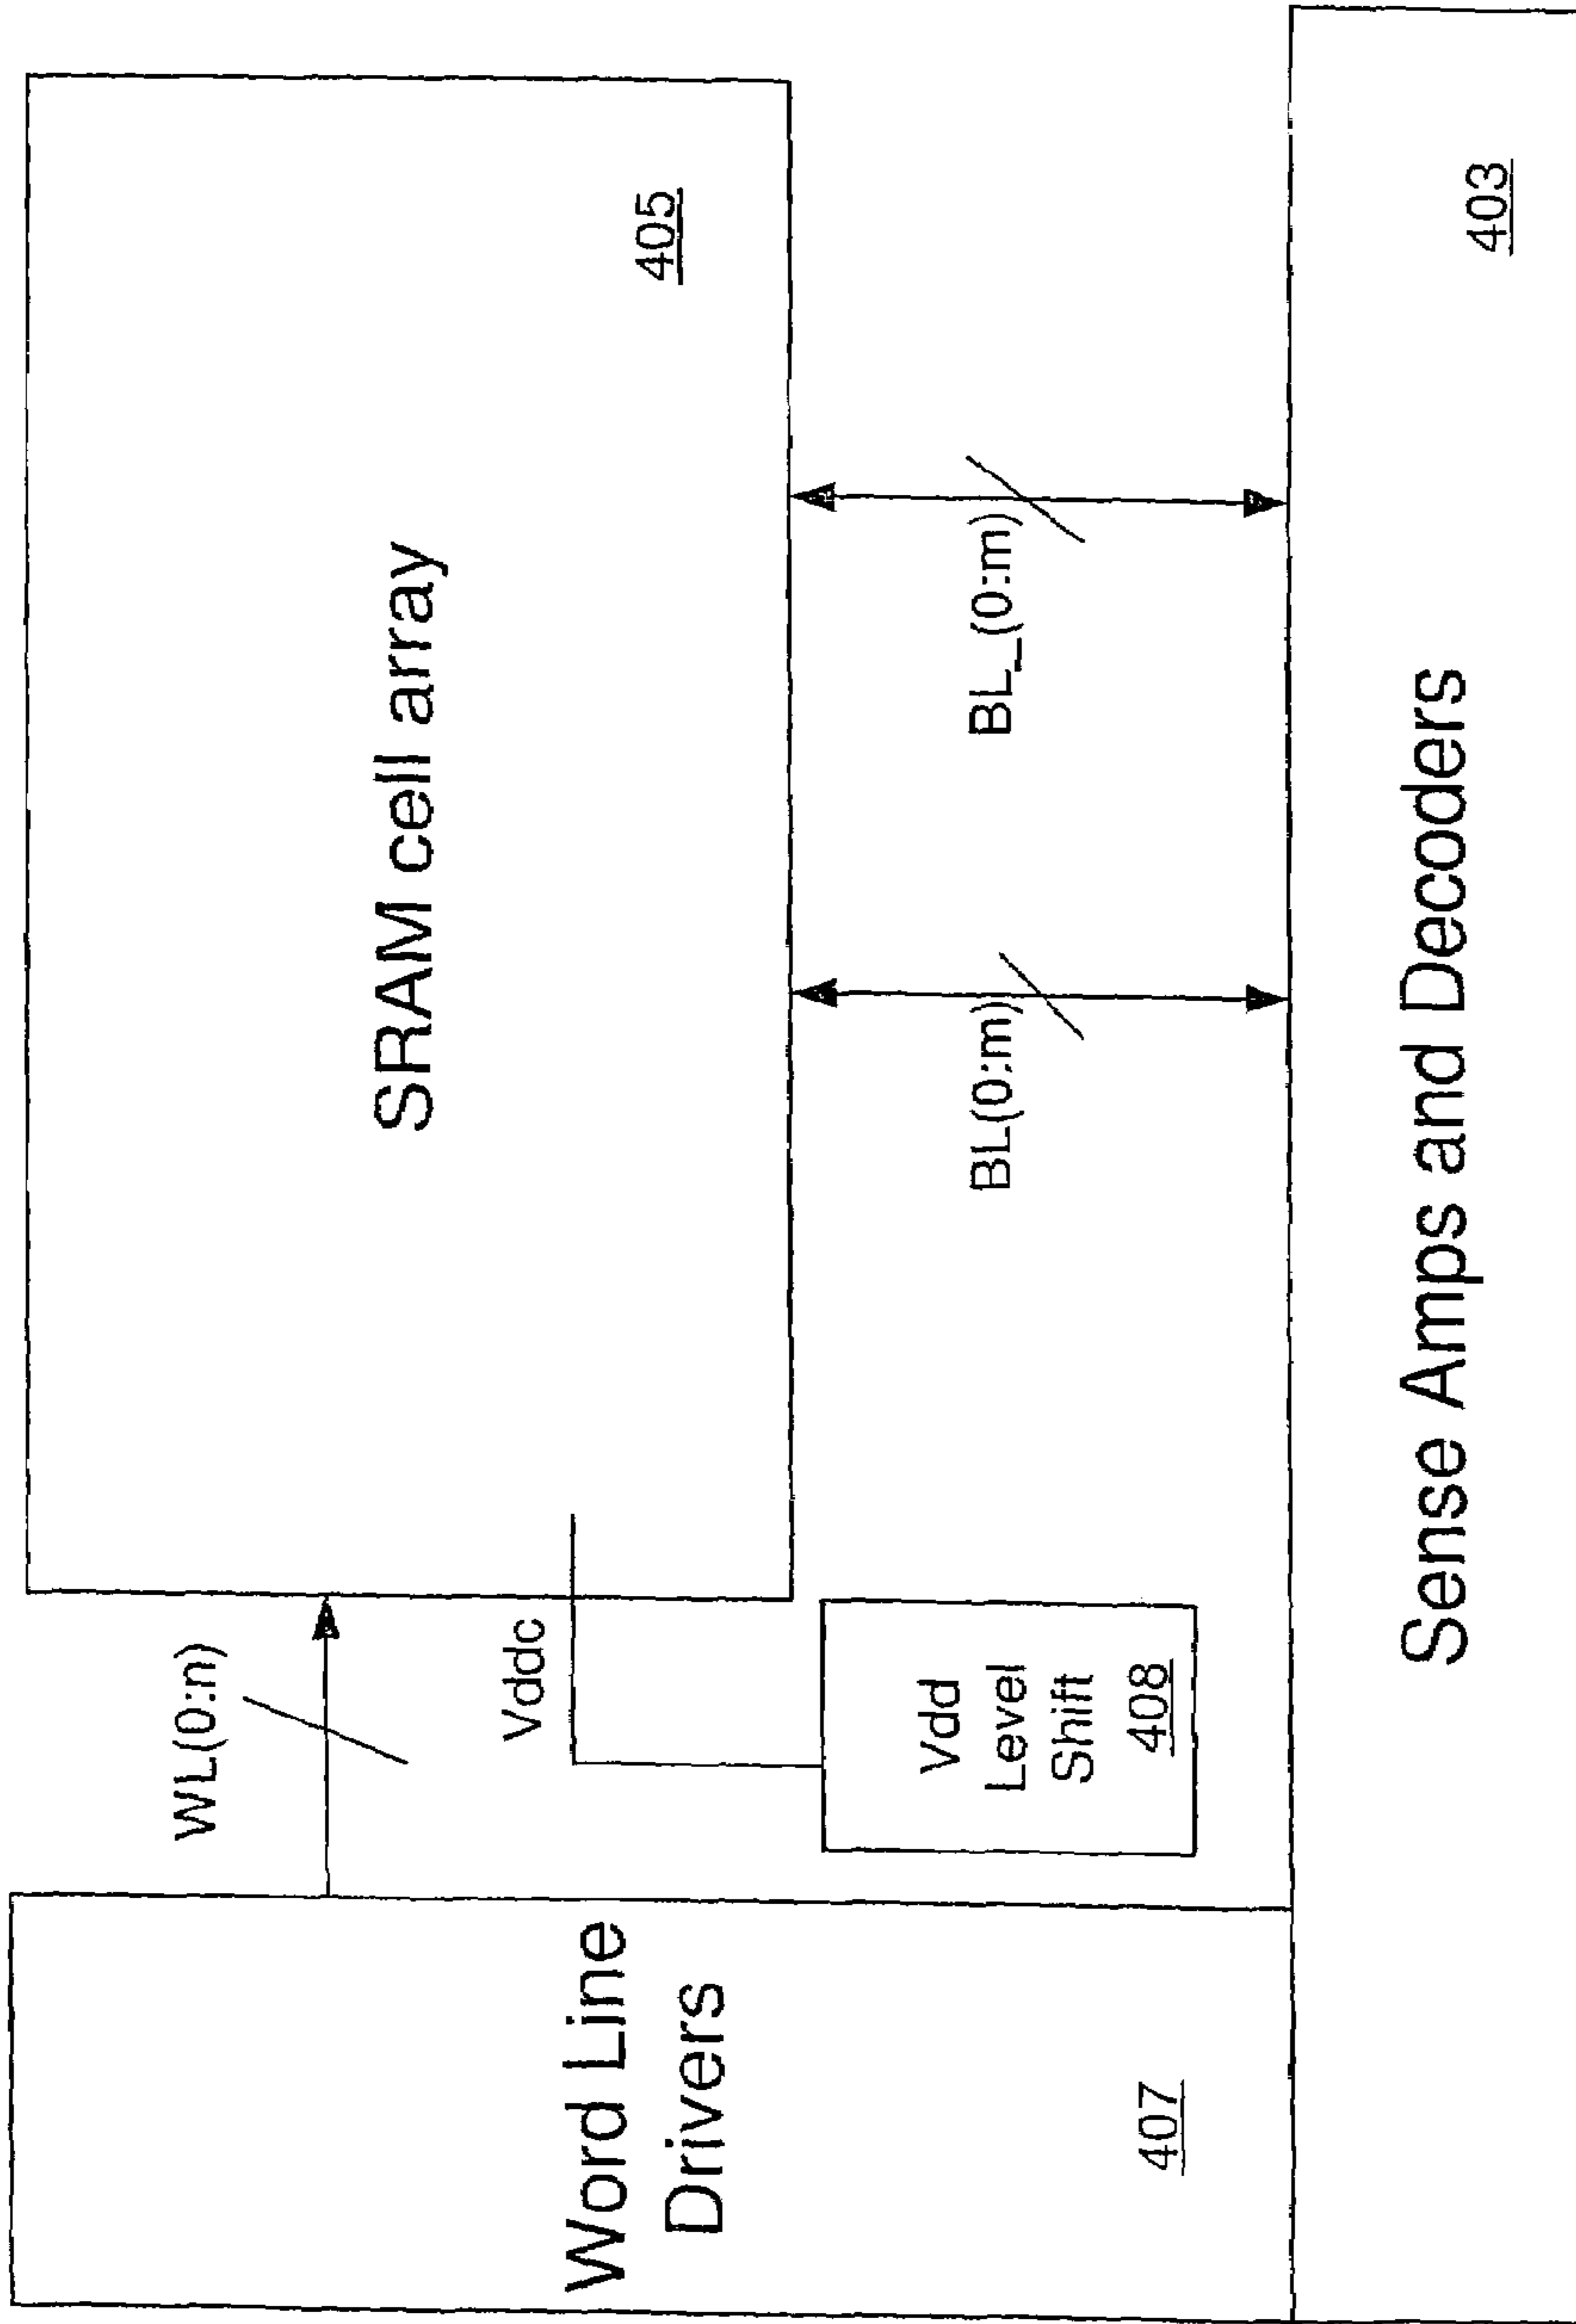 Word Line
Drivers
407
WL(0:n)
Vddc
Vdd
Level
Shift
408
SRAM cell array
405
BL(0:m)
BL_(0:m)
Sense Amps and Decoders
403